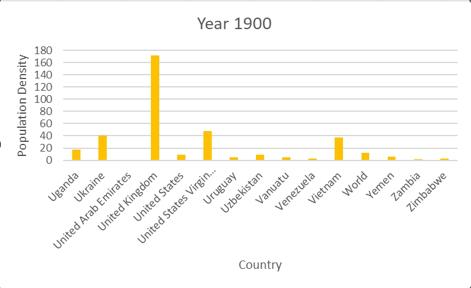 Year 1900
Population Density
180
160
140
120
100
80
60
40
20
0
Uganda
Ukraine
United Arab Emirates
United Kingdom
United States
United States Virgin...
Uruguay
Uzbekistan
Vanuatu
Venezuela
Vietnam
World
Yemen
Zambia
Zimbabwe
Country